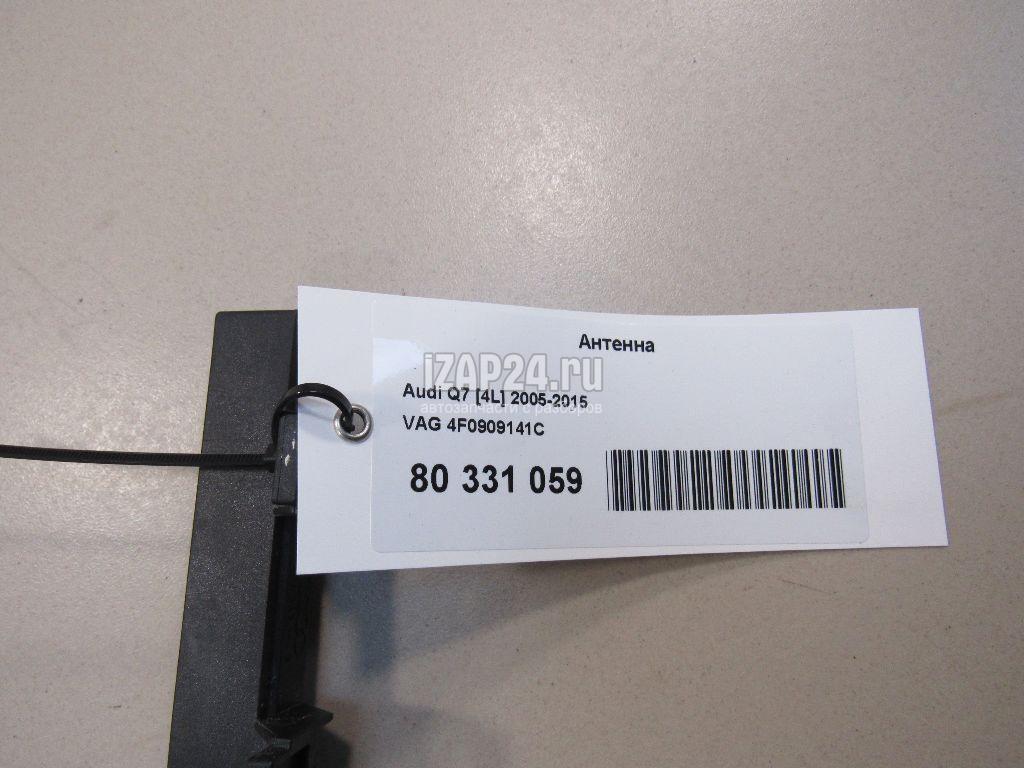 Антенна
iZAP24.ru
Audi Q7 [4L] 2005-2015
автозапчасти с разборов
VAG 4F0909141C
80 331 059